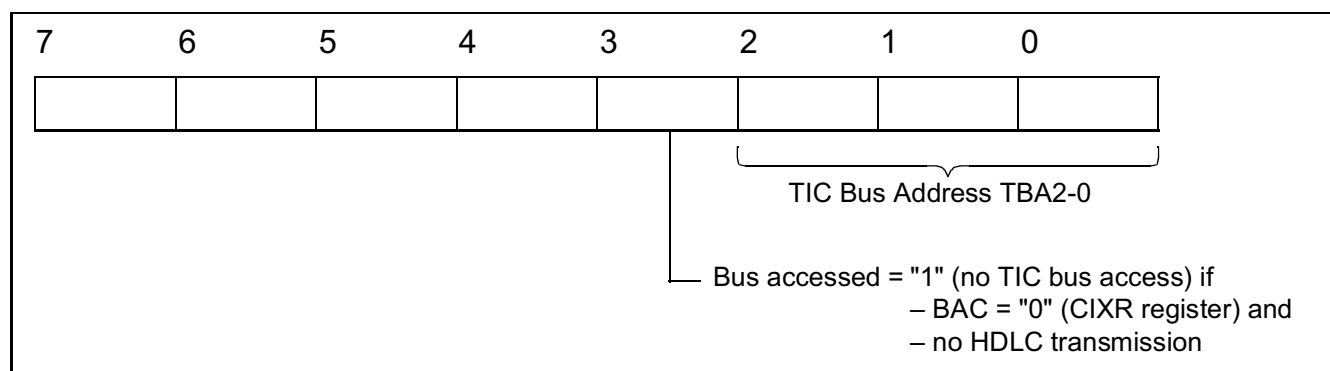 7 6 5 4 3 2 1 0
TIC Bus Address TBA2-0
Bus accessed = "1" (no TIC bus access) if
– BAC = "0" (CIXR register) and
– no HDLC transmission